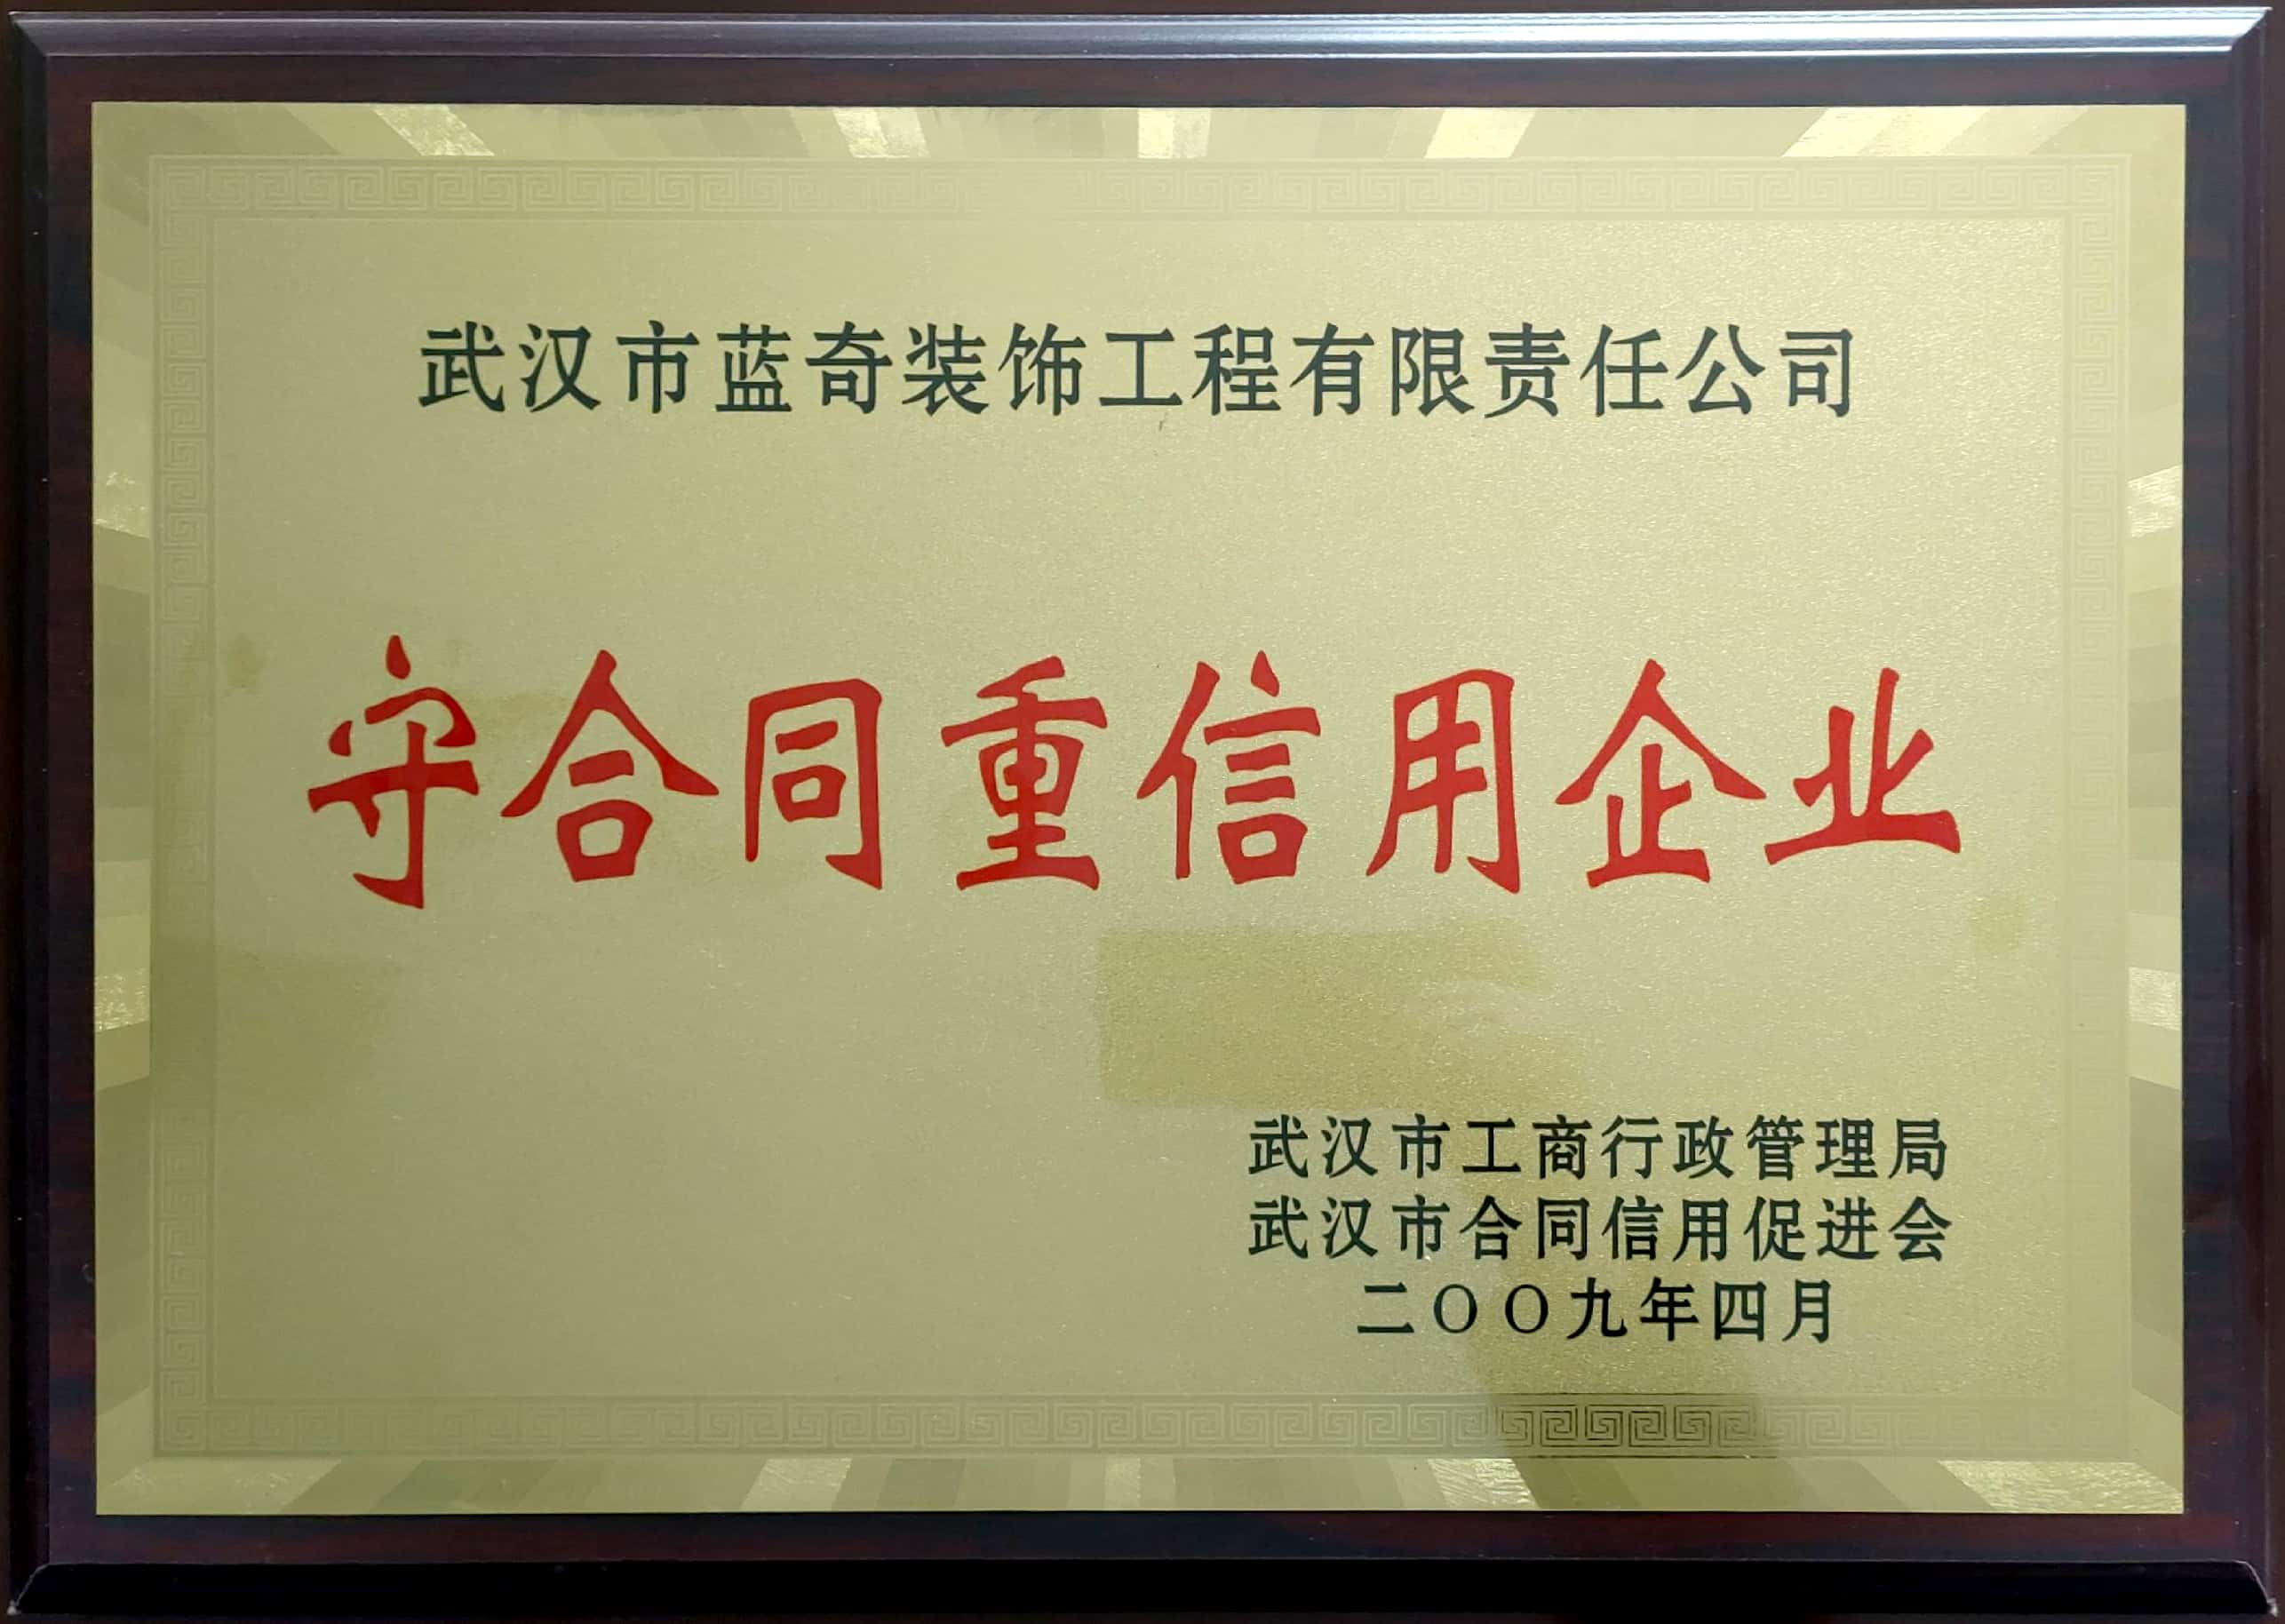 武汉市蓝奇装饰工程有限责任公司
守合同重信用企业
武汉市工商行政管理局
武汉市合同信用促进会
二〇〇九年四月